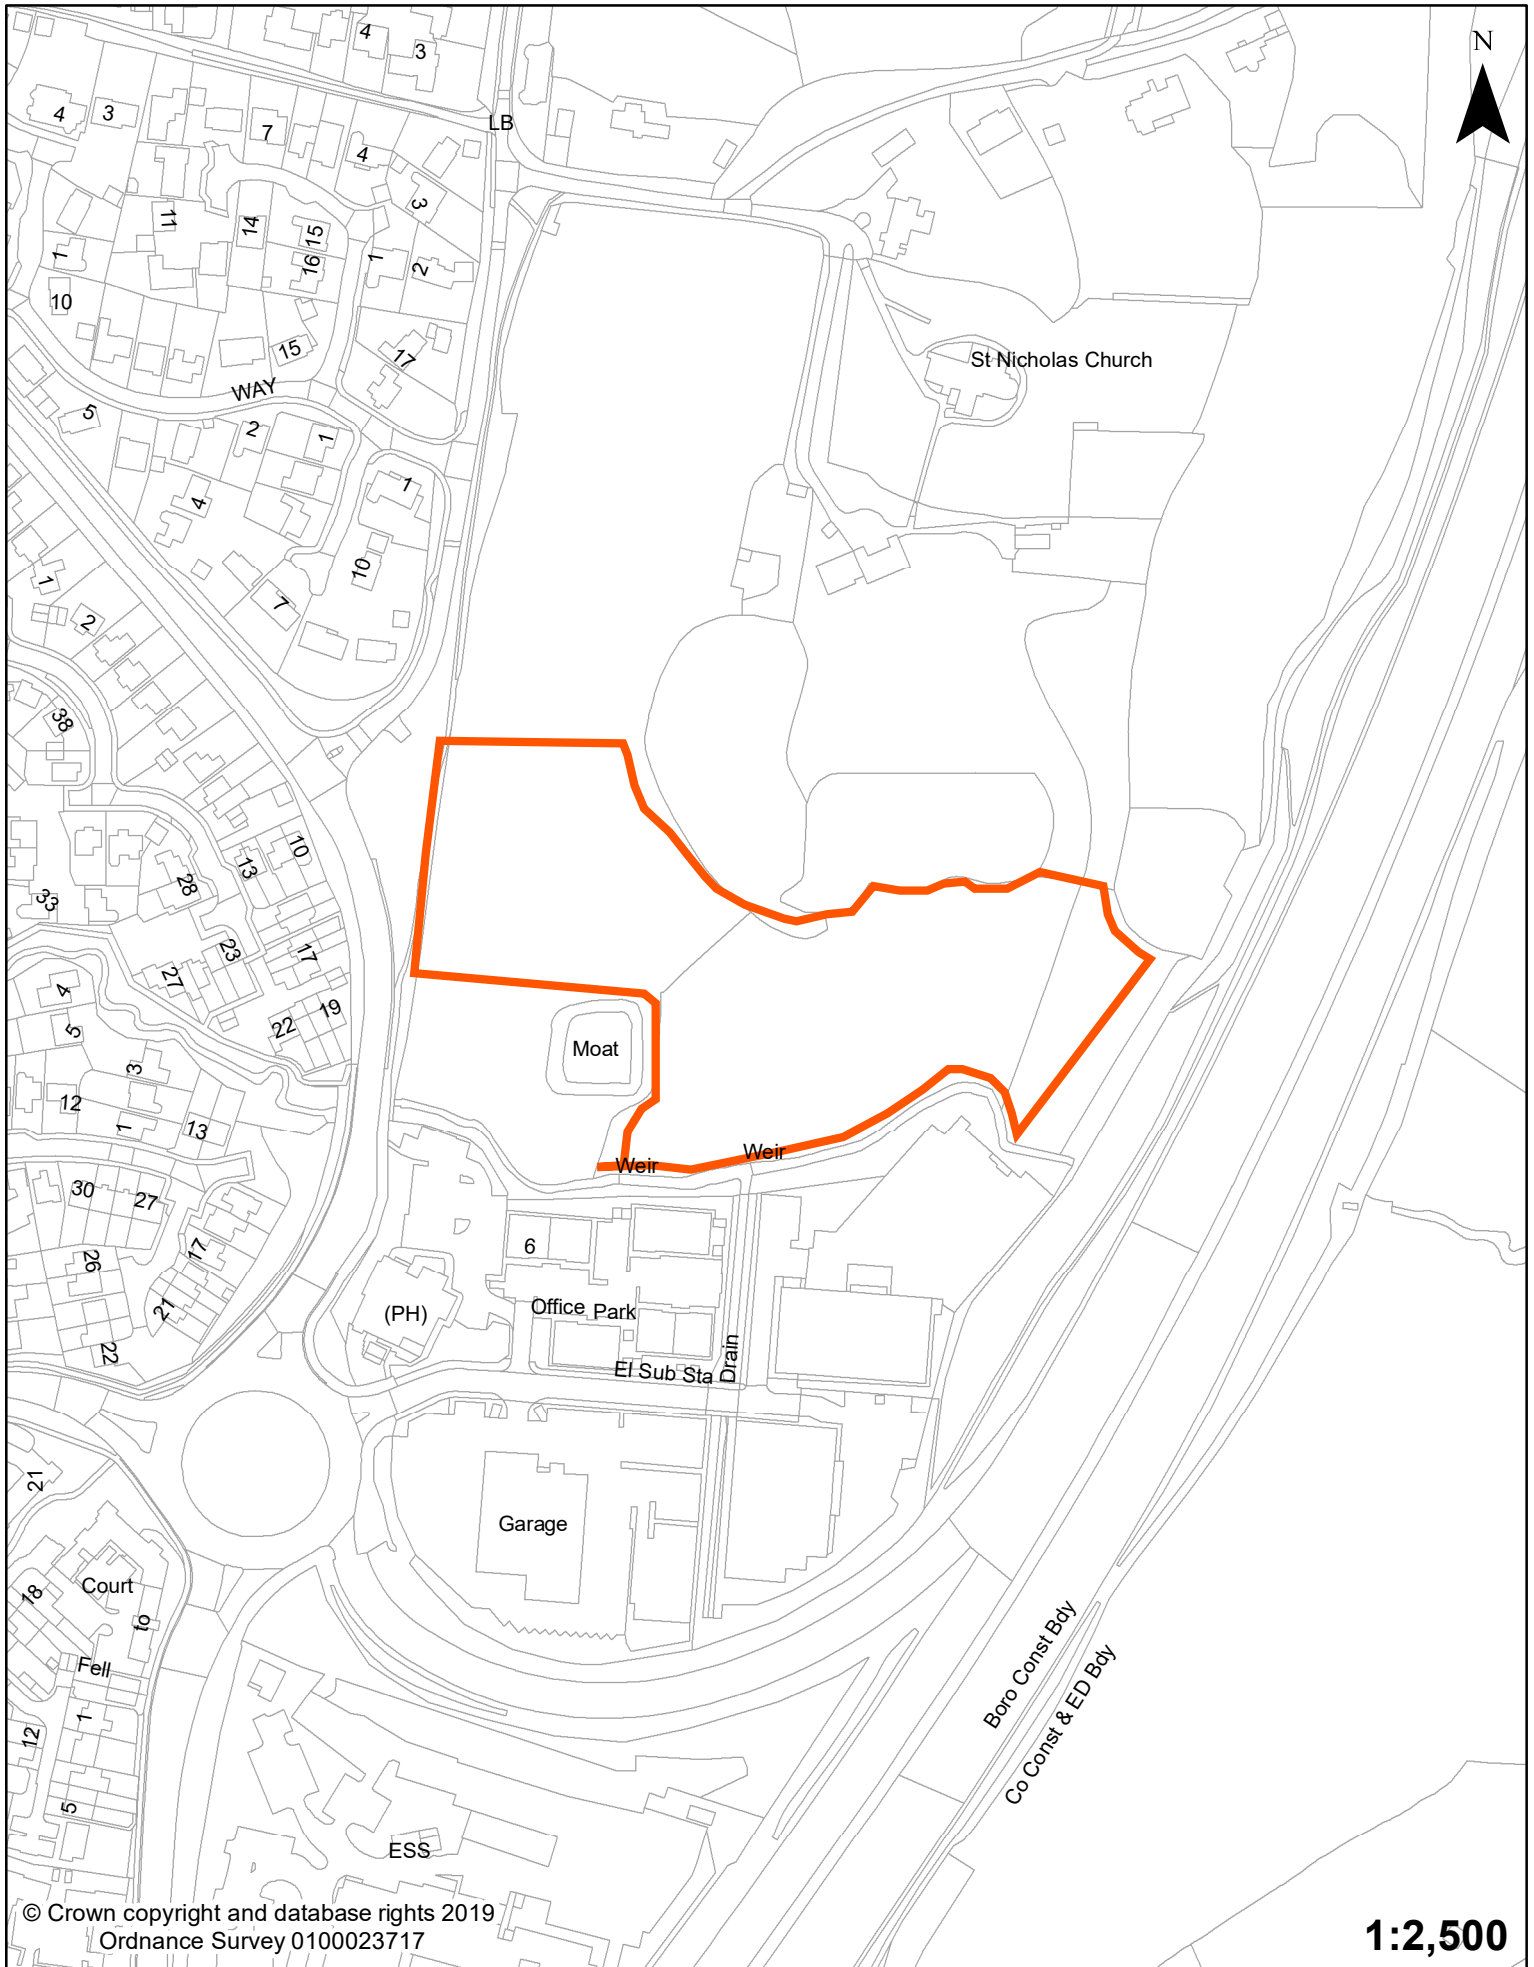 4
3
N
4
3
7
LB
4
3
11
14
15
1
2
1
16
10
15
17
St Nicholas Church
WAY
5
2
1
4
1
10
1
7
2
38
10
13
28
33
23
17
27
4
19
22
5
Moat
3
12
1
13
Weir
Weir
30
27
17
6
26
21
Office Park
(PH)
22
El Sub Sta
Drain
21
Garage
18
Court
to
Fell
Boro Const Bdy
1
12
Co Const & ED Bdy
5
ESS
© Crown copyright and database rights 2019
Ordnance Survey 0100023717
1:2,500